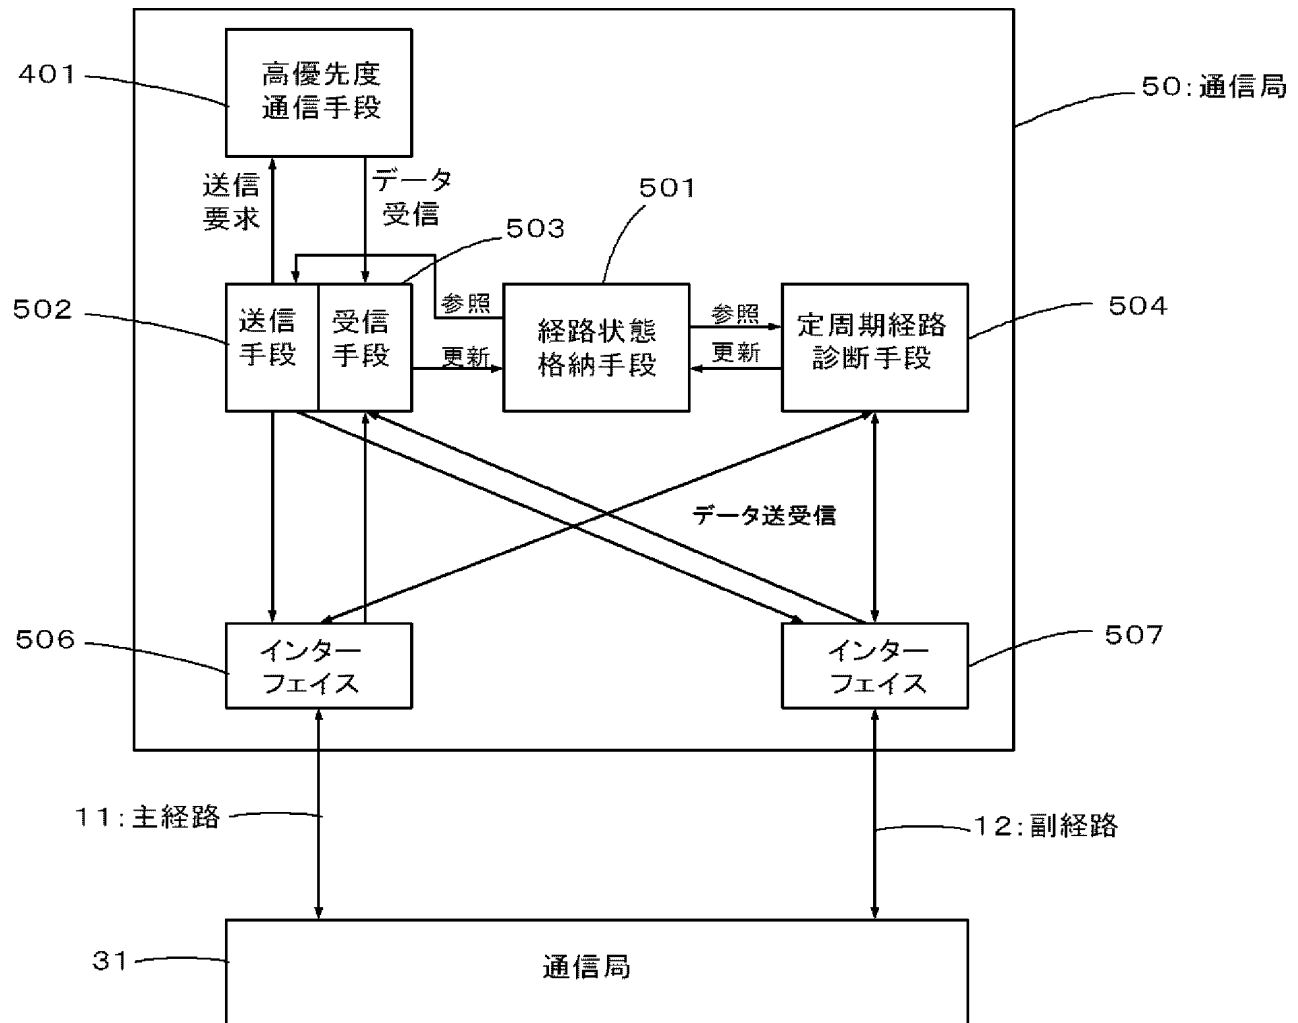 401
高優先度
通信手段
50:通信局
送信
要求
データ
受信
501
503
502
送信
手段
受信
手段
参照
更新
経路状態
格納手段
参照
更新
定周期経路
診断手段
504
データ送受信
506
インター
フェイス
インター
フェイス
507
11:主経路
12:副経路
31
通信局